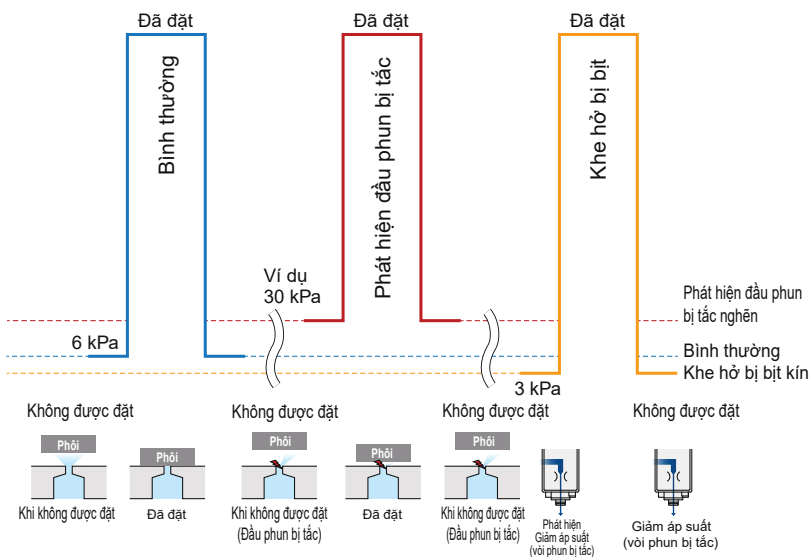 Đã đặt
Đã đặt
Đã đặt
Bình thường
Phát hiện đầu phun bị tắc
Khe hở bị bịt
Ví dụ
30 kPa
6 kPa
3 kPa
Phát hiện đầu phun
bị tắc nghẽn
Bình thường
Khe hở bị bịt kín
Không được đặt
Không được đặt
Không được đặt
Không được đặt
Phôi
Phôi
Phôi
Phôi
Phôi
Khi không được đặt
Đã đặt
Khi không được đặt
(Đầu phun bị tắc)
Đã đặt
Khi không được đặt
(Đầu phun bị tắc)
Phát hiện
Giảm áp suất
(vòi phun bị tắc)
Giảm áp suất
(vòi phun bị tắc)